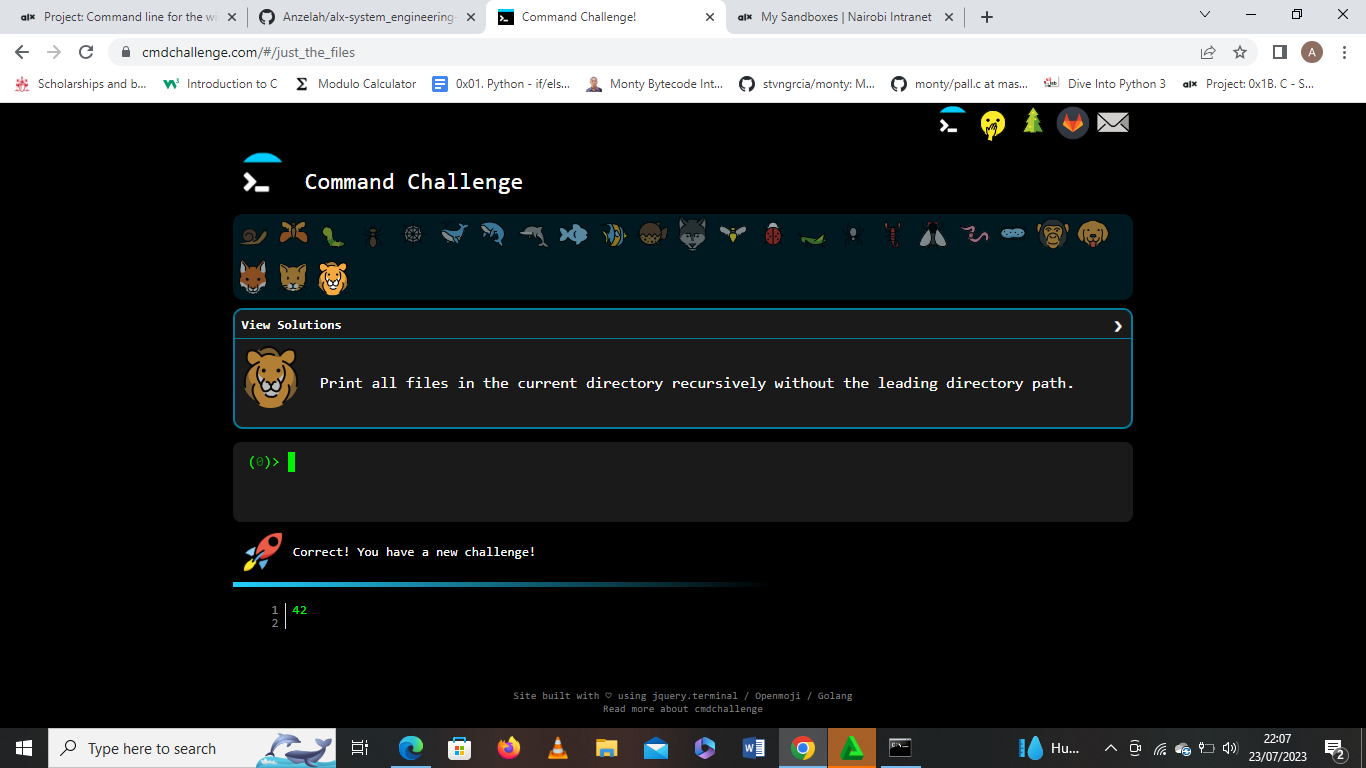 alx Project: Command line for the wi
Anzelah/alx-system_engineering-
Command Challenge!
alx My Sandboxes | Nairobi Intranet
cmdchallenge.com/#/just_the_files
A
Scholarships and b...
Introduction to C
Modulo Calculator
0x01. Python - if/els...
Monty Bytecode Int...
stvngrcia/monty: M...
monty/pall.c at mas...
Dive Into Python 3
alx Project: 0x1B. C - S...
Command Challenge
View Solutions
Print all files in the current directory recursively without the leading directory path.
(0)>
Correct! You have a new challenge!
1 42
2
Site built with ♡ using jquery.terminal / Openmoji / Golang
Read more about cmdchallenge
Type here to search
Hu...
22:07
23/07/2023
2